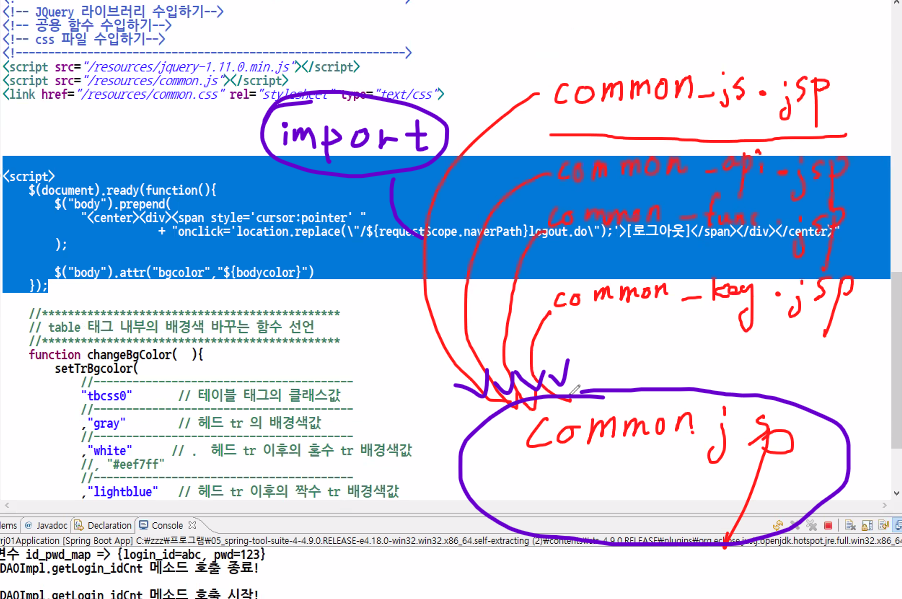 <!-- JQuery 라이브러리 수입하기-->
<!-- 공용 함수 수입하기-->
<!-- css 파일 수입하기-->
<!------------------------------------------------------------>
<script src="/resources/jquery-1.11.0.min.js"></script>
<script src="/resources/common.js"></script>
<link href="/resources/common.css" rel="stylesheet" type="text/css">
common_js.jsp
import
common_api.jsp
<script>
$(document).ready(function(){
$("body").prepend(
"<center><div><span style='cursor:pointer' "
common_func.jsp
+ "onclick='location.replace(\"/${requestScope.naverPath}logout.do\");'>[로그아웃]</span></div></center>"
);
$("body").attr("bgcolor","${bodycolor}")
});
common_key.jsp
//**********************************************
// table 태그 내부의 배경색 바꾸는 함수 선언
//**********************************************
function changeBgColor( ){
setTrBgcolor(
//----------------------------------------
"tbcss0" // 테이블 태그의 클래스값
//----------------------------------------
,"gray" // 헤드 tr 의 배경색값
//----------------------------------------
,"white" // . 헤드 tr 이후의 홀수 tr 배경색값
//, "#eef7ff"
//----------------------------------------
,"lightblue" // 헤드 tr 이후의 짝수 tr 배경색값
common jsp
lems @ Javadoc Declaration Console
rj01Application [Spring Boot App] C:\zzz\프로그램\05_spring-tool-suite-4-4.9.0.RELEASE-e4.18.0-win32.win32.x86_64.self-extracting (2)\contents\sts-4.9.0.RELEASE\plugins\org.eclipse.justj.openjdk.hotspot.jre.full.win32.x86_64
변수 id_pwd_map => {login_id=abc, pwd=123}
DAOImpl.getLogin_idCnt 메소드 호출 종료!
DAOImpl.getLogin_idCnt 메소드 호출 시작!